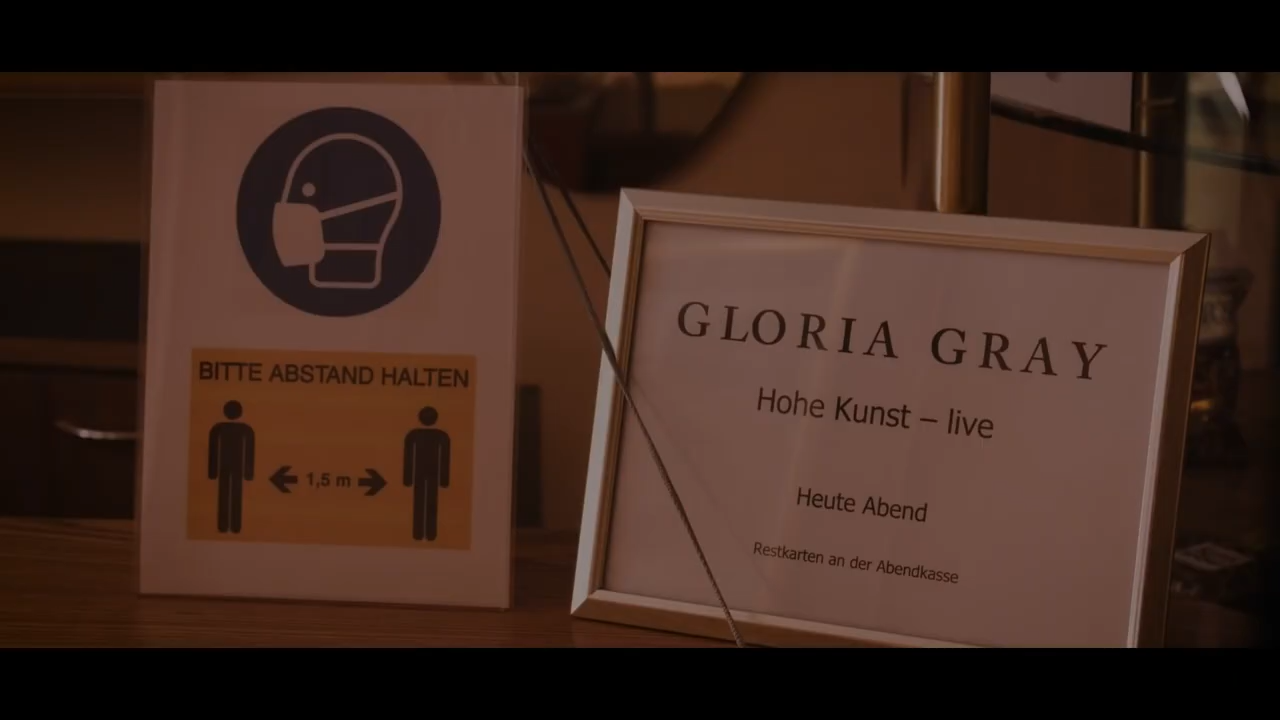 BITTE ABSTAND HALTEN
1,5 m
GLORIA GRAY
Hohe Kunst – live
Heute Abend
Restkarten an der Abendkasse